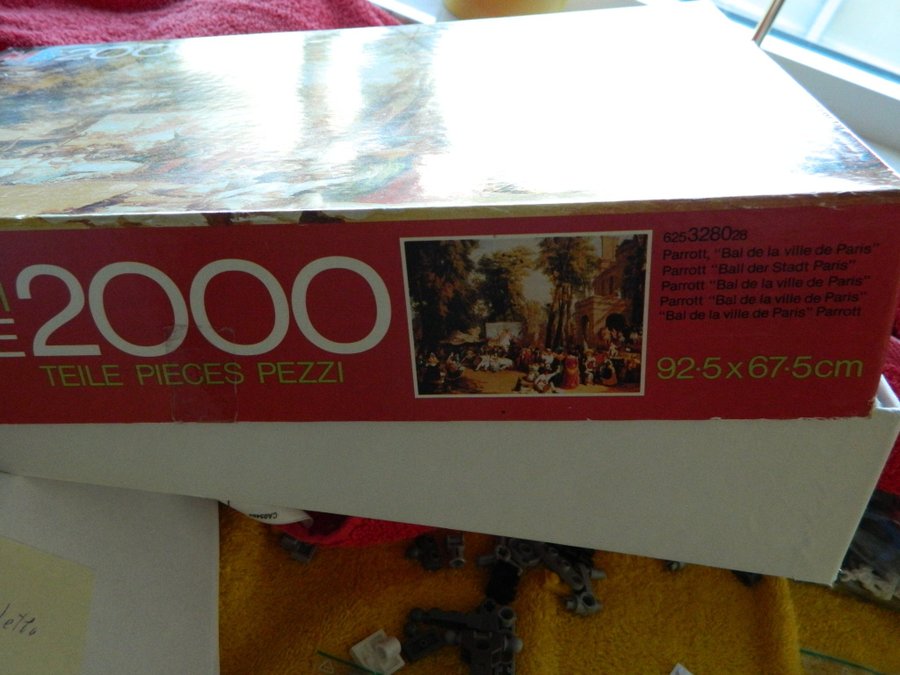 2000
2000
E
TEILE PIECES PEZZI
625328028
Parrott, "Bal de la ville de Paris"
Parrott "Ball der Stadt Paris"
Parrott "Bal de la ville de Paris"
Parrott "Bal de la ville de Paris"
"Bal de la ville de Paris" Parrott
92·5 x 67·5cm